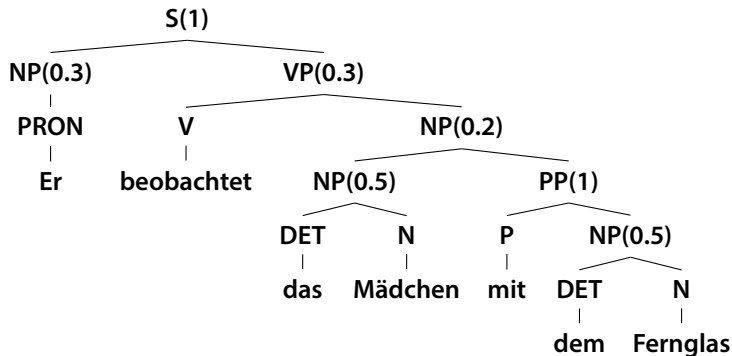 S(1)
NP(0.3) VP(0.3)
PRON V NP(0.2)
Er beobachtet NP(0.5) PP(1)
DET N P NP(0.5)
das Mädchen mit DET N
dem Fernglas